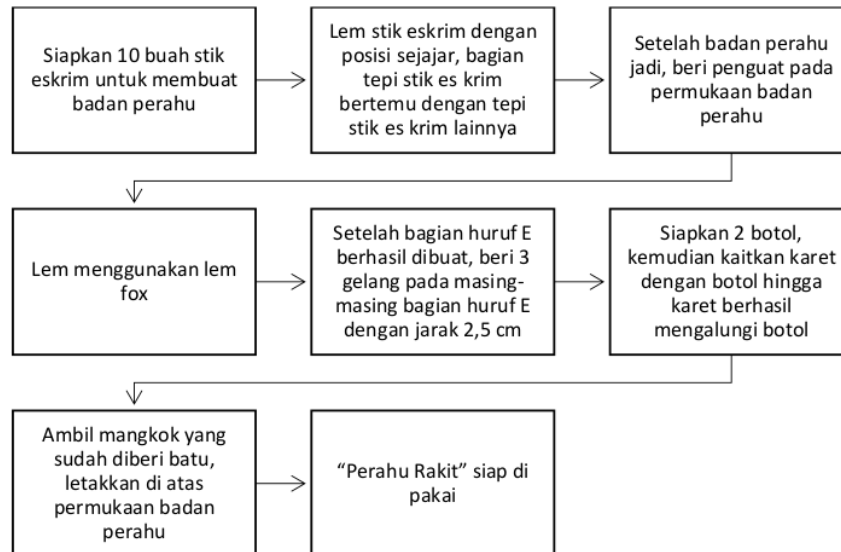 Siapkan 10 buah stik
eskrim untuk membuat
badan perahu
Lem stik eskrim dengan
posisi sejajar, bagian
tepi stik es krim
bertemu dengan tepi
stik es krim lainnya
Setelah badan perahu
jadi, beri penguat pada
permukaan badan
perahu
Lem menggunakan lem
fox
Setelah bagian huruf E
berhasil dibuat, beri 3
gelang pada masing-
masing bagian huruf E
dengan jarak 2,5 cm
Siapkan 2 botol,
kemudian kaitkan karet
dengan botol hingga
karet berhasil
mengalungi botol
Ambil mangkok yang
sudah diberi batu,
letakkan di atas
permukaan badan
perahu
“Perahu Rakit” siap di
pakai